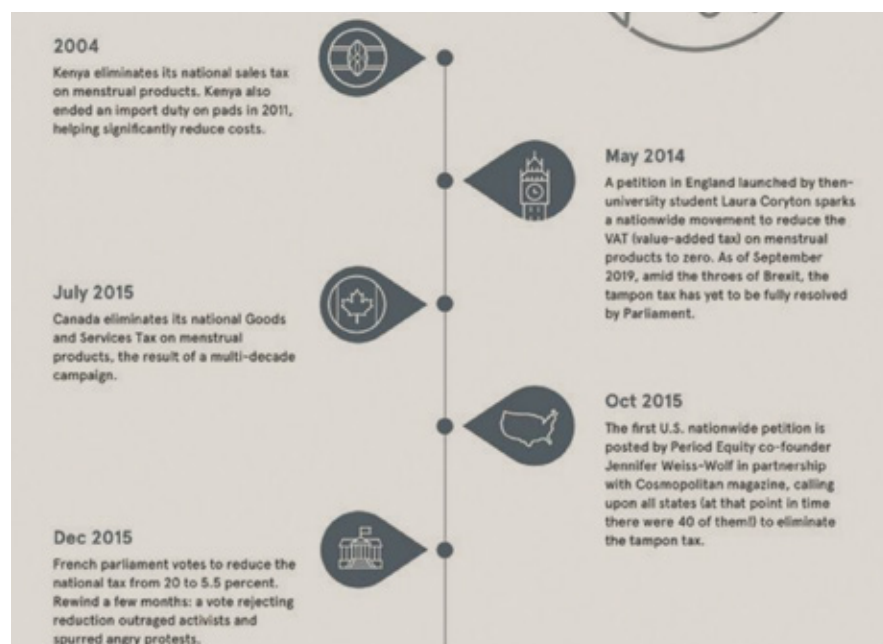 2004
Kenya eliminates its national sales tax
on menstrual products. Kenya also
ended an import duty on pads in 2011,
helping significantly reduce costs.
May 2014
A petition in England launched by then-
university student Laura Coryton sparks
a nationwide movement to reduce the
VAT (value-added tax) on menstrual
products to zero. As of September
2019, amid the throes of Brexit, the
tampon tax has yet to be fully resolved
by Parliament.
July 2015
Canada eliminates its national Goods
and Services Tax on menstrual
products, the result of a multi-decade
campaign.
Oct 2015
The first U.S. nationwide petition is
posted by Period Equity co-founder
Jennifer Weiss-Wolf in partnership
with Cosmopolitan magazine, calling
upon all states (at that point in time
there were 40 of them!) to eliminate
the tampon tax.
Dec 2015
French parliament votes to reduce the
national tax from 20 to 5.5 percent.
Rewind a few months: a vote rejecting
reduction outraged activists and
spurred angry protests.